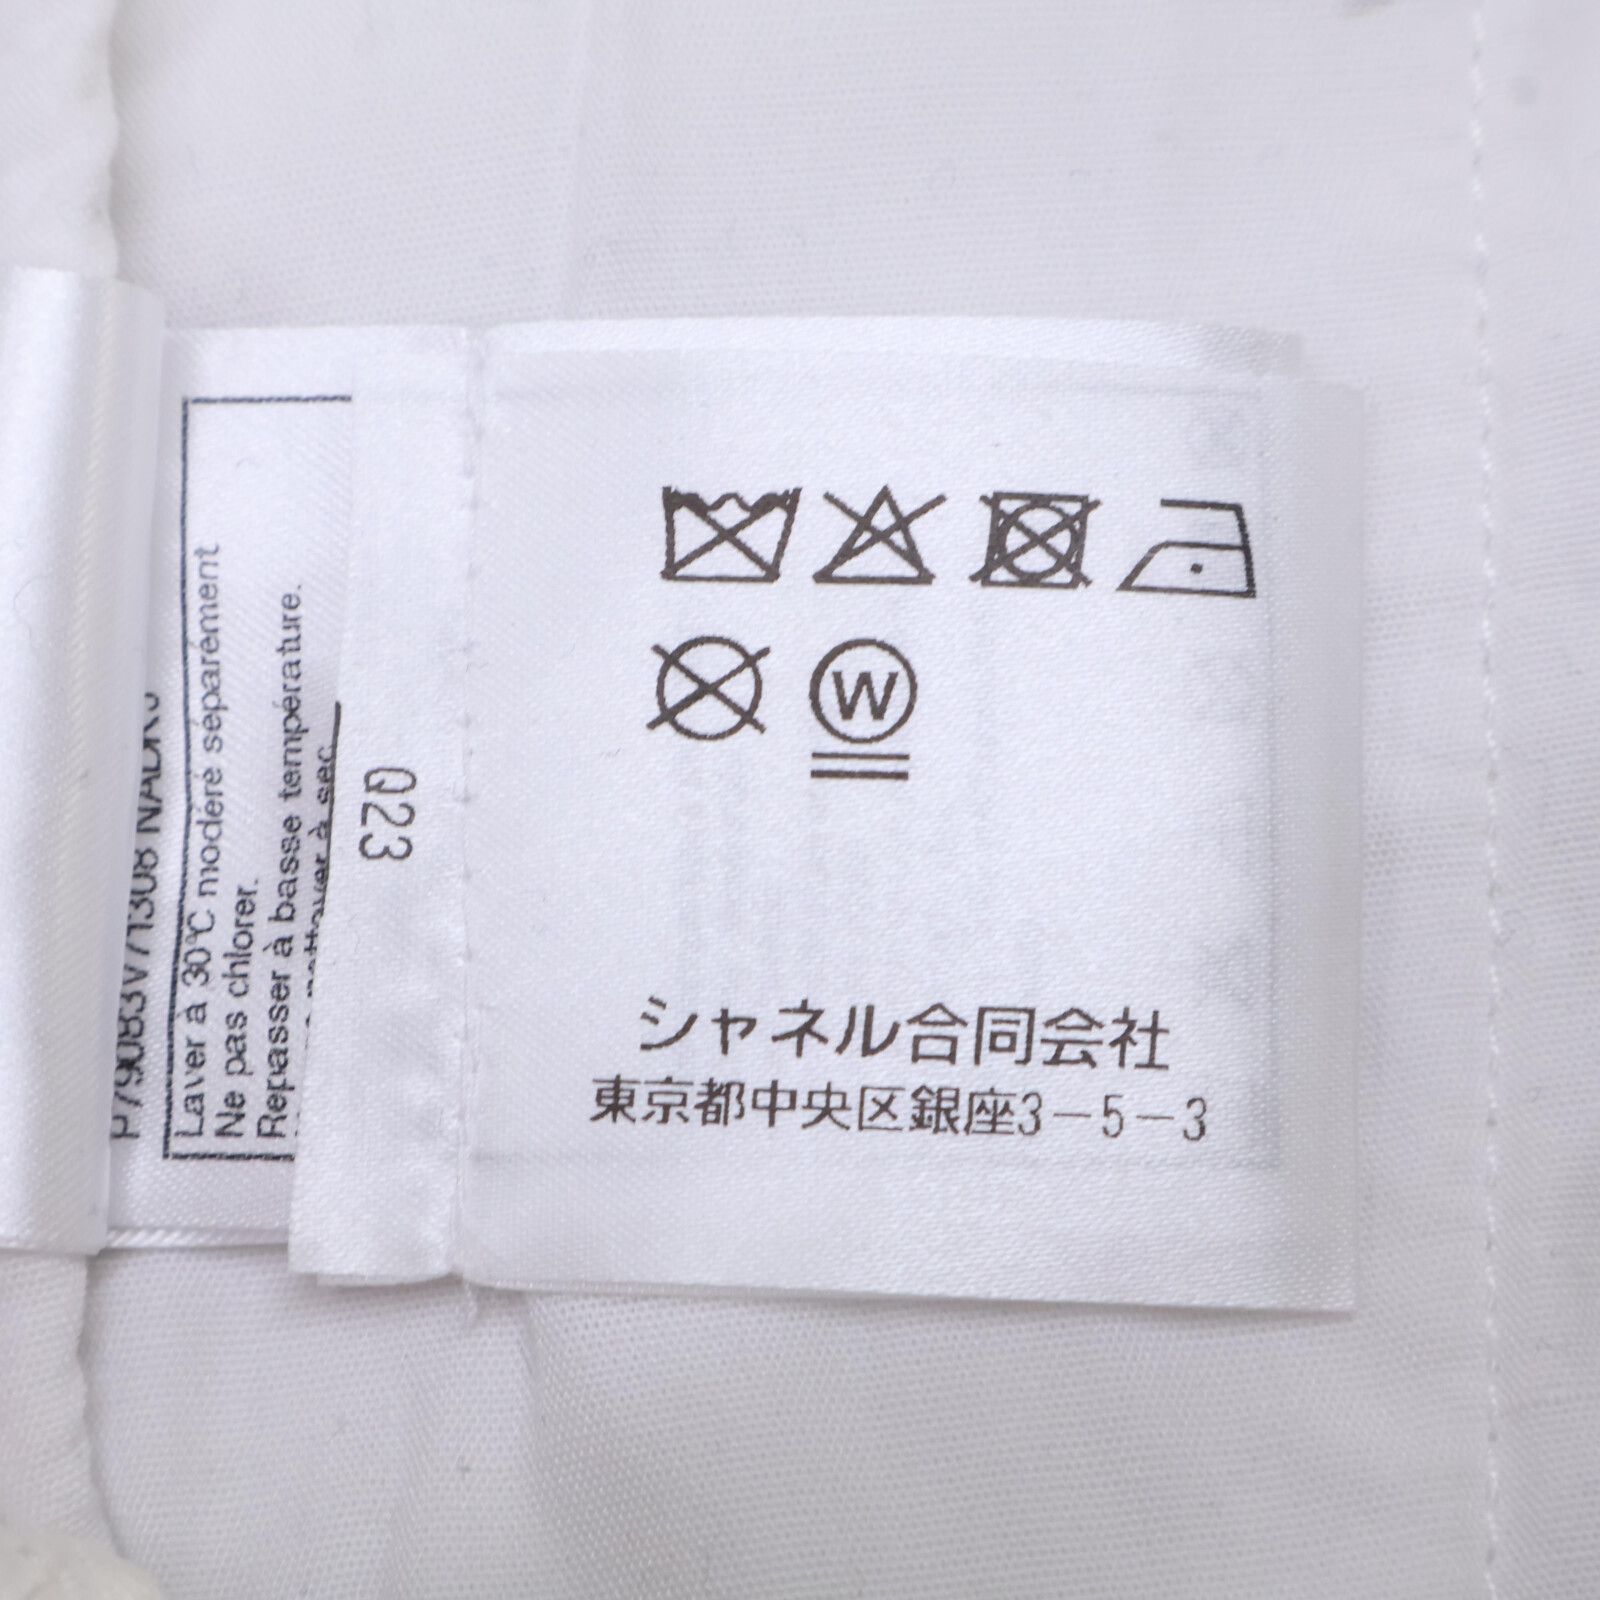 Laver à 30°C modéré séparément
Ne pas chlorer.
Repasser à basse température.
Q23
W
シャネル合同会社
東京都中央区銀座3-5-3